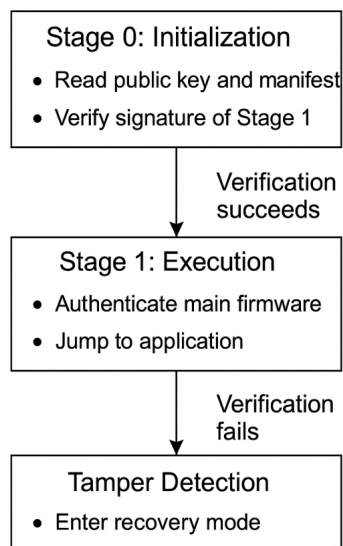 Stage 0: Initialization
• Read public key and manifest
• Verify signature of Stage 1
Verification
succeeds
Stage 1: Execution
• Authenticate main firmware
• Jump to application
Verification
fails
Tamper Detection
• Enter recovery mode